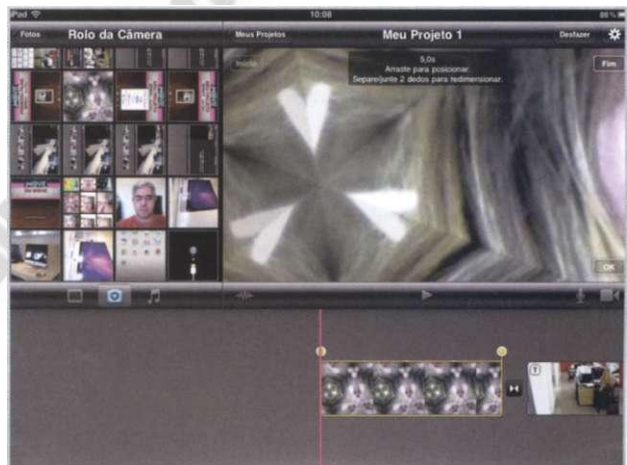 iPad 10:08 88%
Fotos Rolo da Câmera Meus Projetos Meu Projeto 1 Desfazer
Início 5,0s Fim
Arraste para posicionar.
Separe/junte 2 dedos para redimensionar.
OK
T